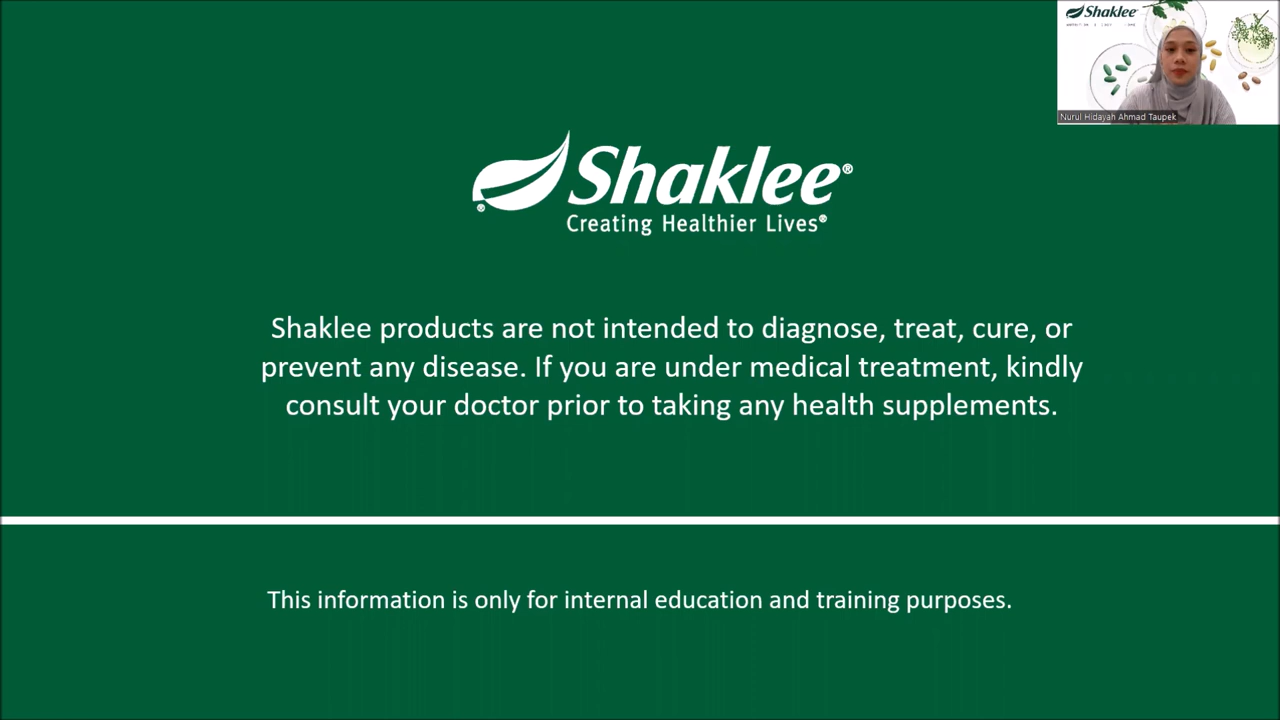 Shaklee®
Creating Healthier Lives®
Shaklee products are not intended to diagnose, treat, cure, or
prevent any disease. If you are under medical treatment, kindly
consult your doctor prior to taking any health supplements.
This information is only for internal education and training purposes.
Shaklee
Nurul Hidayah Ahmad Taupek